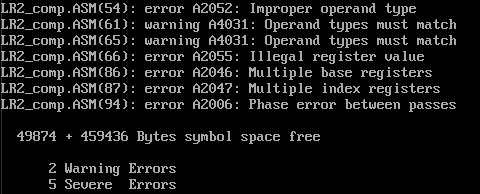 LR2_comp.ASM(54): error A2052: Improper operand type
LR2_comp.ASM(61): warning A4031: Operand types must match
LR2_comp.ASM(65): warning A4031: Operand types must match
LR2_comp.ASM(66): error A2055: Illegal register value
LR2_comp.ASM(86): error A2046: Multiple base registers
LR2_comp.ASM(87): error A2047: Multiple index registers
LR2_comp.ASM(94): error A2006: Phase error between passes
49874 + 459436 Bytes symbol space free
2 Warning Errors
5 Severe  Errors